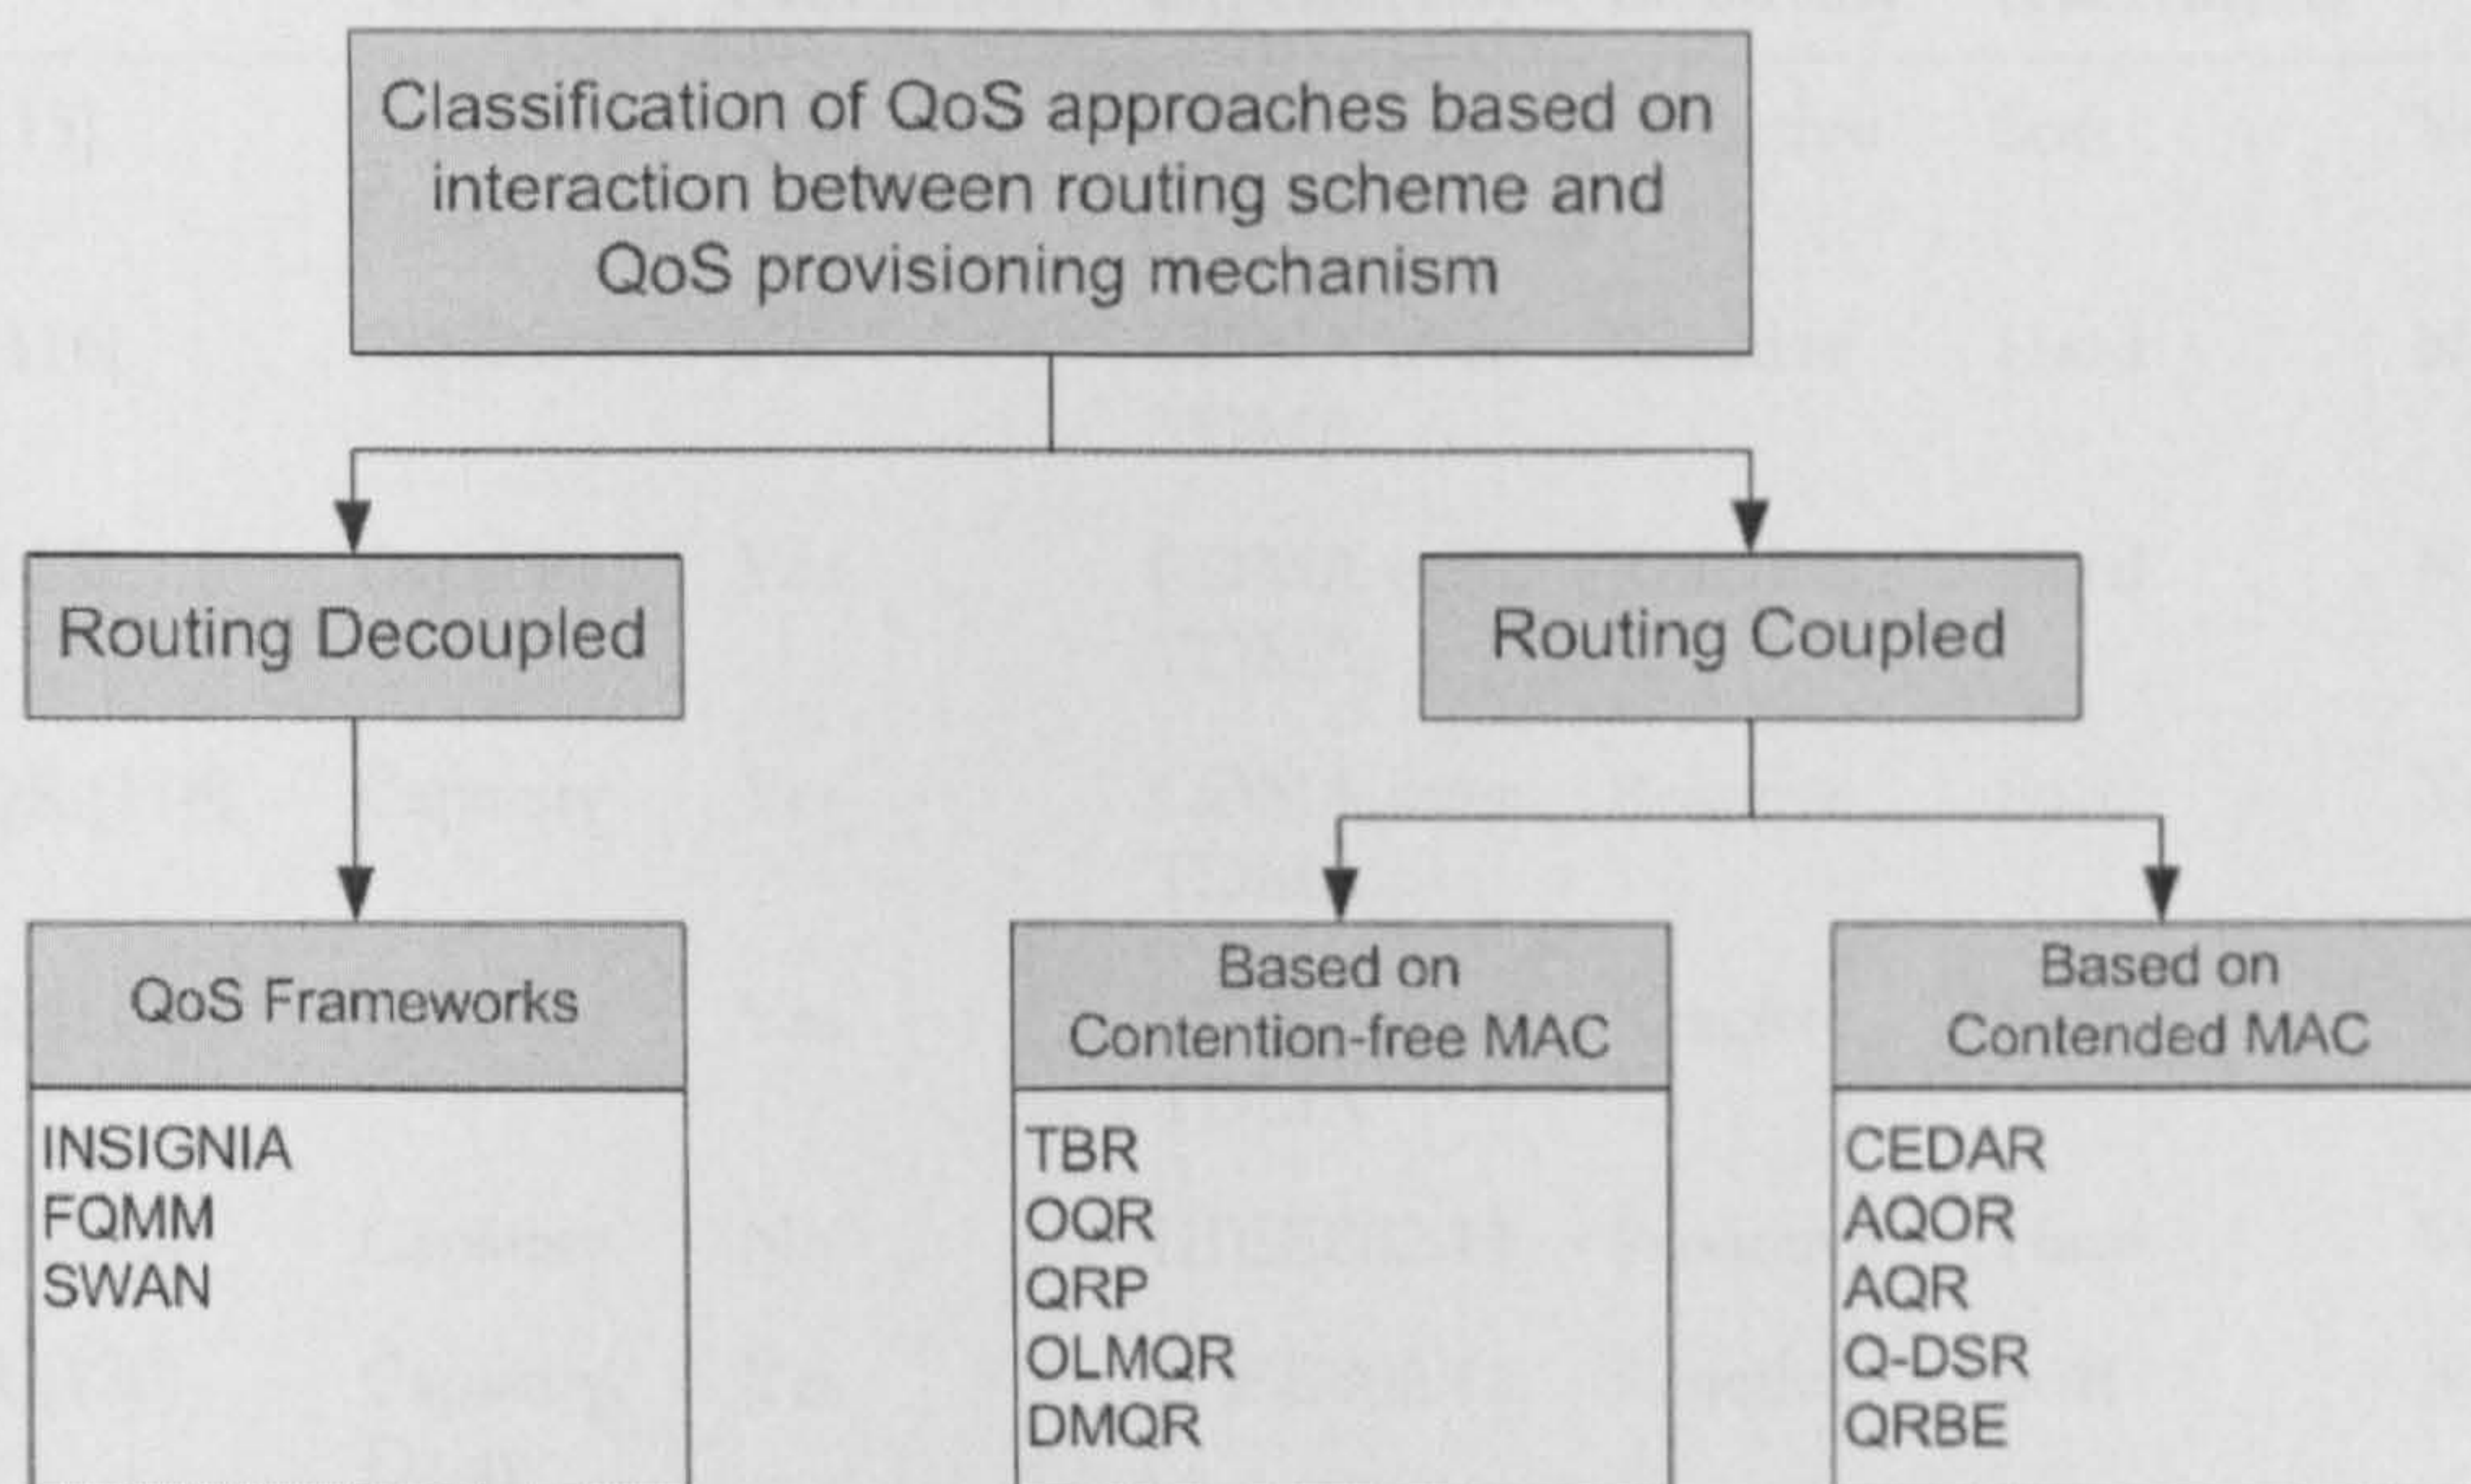 Classification of QoS approaches based on
interaction between routing scheme and
QoS provisioning mechanism
Routing Decoupled
Routing Coupled
QoS Frameworks
INSIGNIA
FQMM
SWAN
Based on
Contention-free MAC
TBR
OQR
QRP
OLMQR
DMQR
Based on
Contended MAC
CEDAR
AQOR
AQR
Q-DSR
QRBE